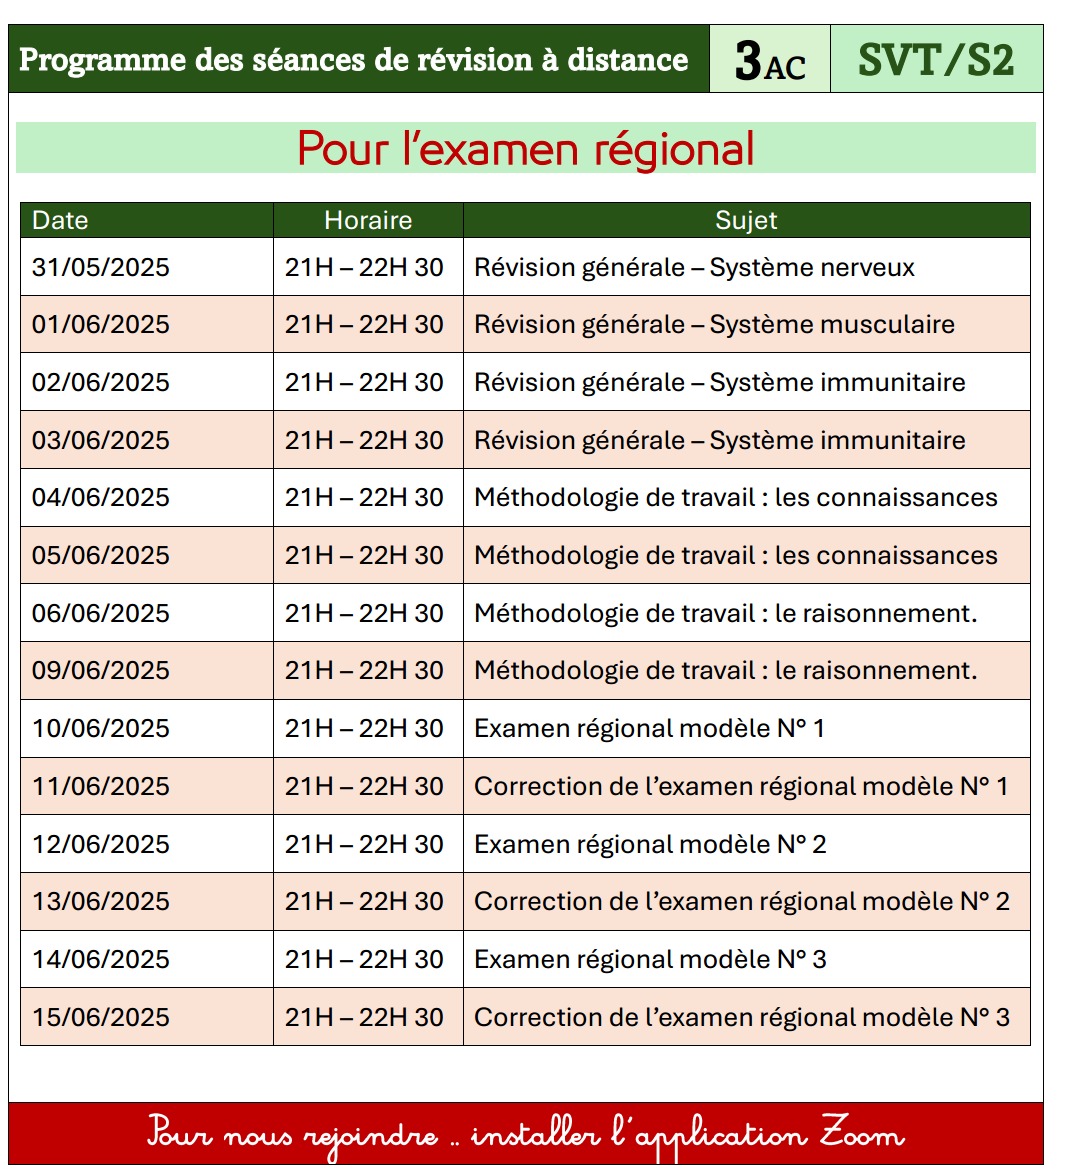 Programme des séances de révision à distance 3AC SVT/S2
Pour l'examen régional
Date Horaire Sujet
31/05/2025 21H – 22H 30 Révision générale – Système nerveux
01/06/2025 21H – 22H 30 Révision générale – Système musculaire
02/06/2025 21H – 22H 30 Révision générale – Système immunitaire
03/06/2025 21H – 22H 30 Révision générale – Système immunitaire
04/06/2025 21H – 22H 30 Méthodologie de travail : les connaissances
05/06/2025 21H – 22H 30 Méthodologie de travail : les connaissances
06/06/2025 21H – 22H 30 Méthodologie de travail : le raisonnement.
09/06/2025 21H – 22H 30 Méthodologie de travail : le raisonnement.
10/06/2025 21H – 22H 30 Examen régional modèle N° 1
11/06/2025 21H – 22H 30 Correction de l’examen régional modèle N° 1
12/06/2025 21H – 22H 30 Examen régional modèle N° 2
13/06/2025 21H – 22H 30 Correction de l’examen régional modèle N° 2
14/06/2025 21H – 22H 30 Examen régional modèle N° 3
15/06/2025 21H – 22H 30 Correction de l’examen régional modèle N° 3
Pour nous rejoindre .. installer l'application Zoom